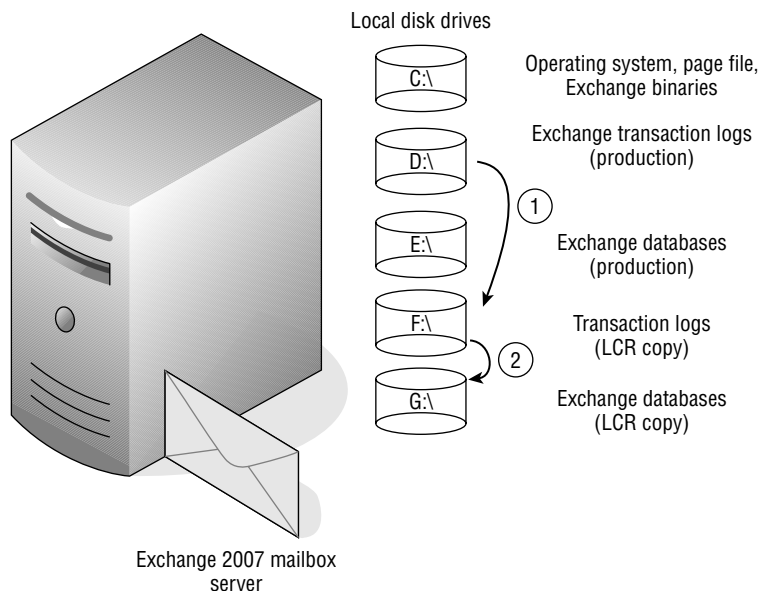 Local disk drives
C:\
Operating system, page file,
Exchange binaries
D:\
Exchange transaction logs
(production)
1
E:\
Exchange databases
(production)
F:\
Transaction logs
(LCR copy)
2
G:\
Exchange databases
(LCR copy)
Exchange 2007 mailbox
server